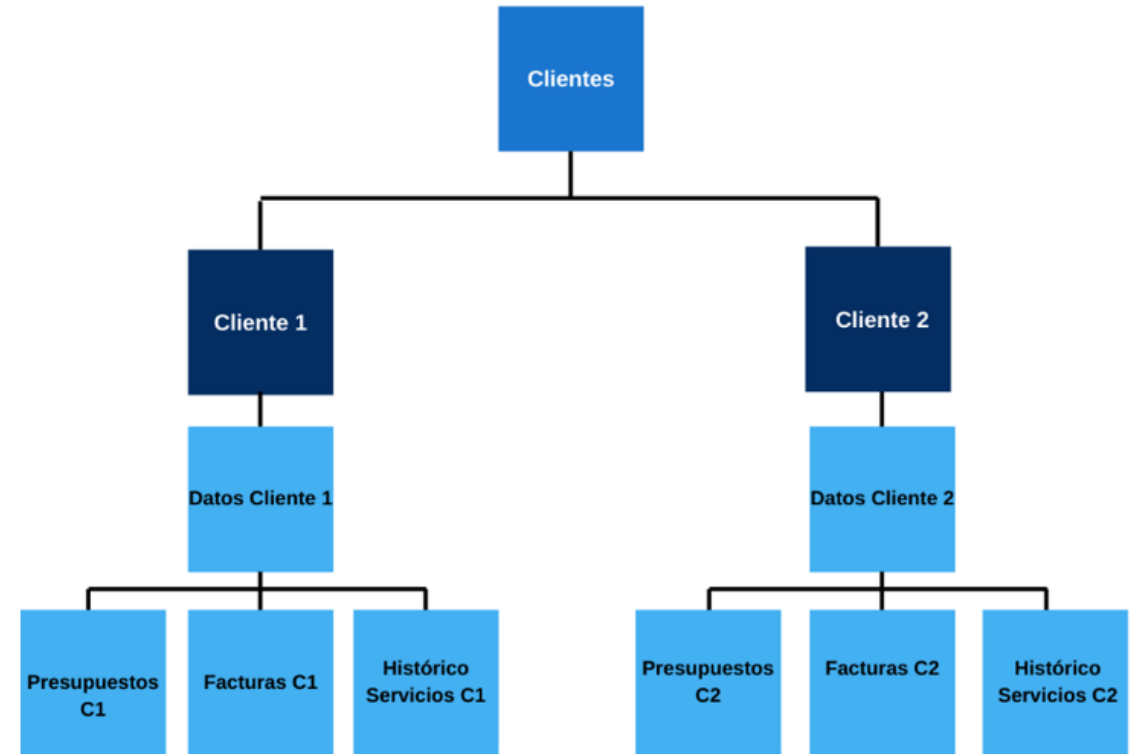 Clientes
Cliente 1
Cliente 2
Datos Cliente 1
Datos Cliente 2
Presupuestos
C1
Facturas C1
Histórico
Servicios C1
Presupuestos
C2
Facturas C2
Histórico
Servicios C2